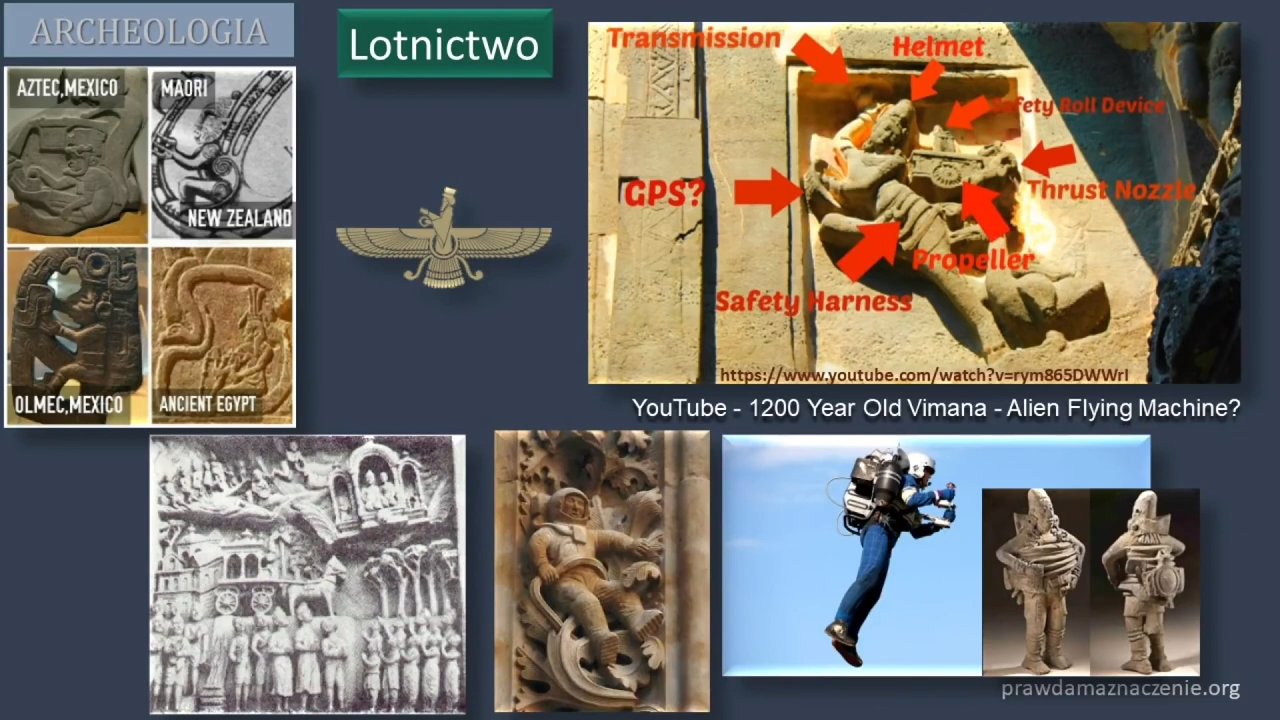 ARCHEOLOGIA
Lotnictwo
AZTEC,MEXICO
MAORI
NEW ZEALAND
OLMEC,MEXICO
ANCIENT EGYPT
Transmission
Helmet
Safety Roll Device
GPS?
Thrust Nozzle
Propeller
Safety Harness
https://www.youtube.com/watch?v=rym865DWWrI
YouTube - 1200 Year Old Vimana - Alien Flying Machine?
prawdamaznaczenie.org